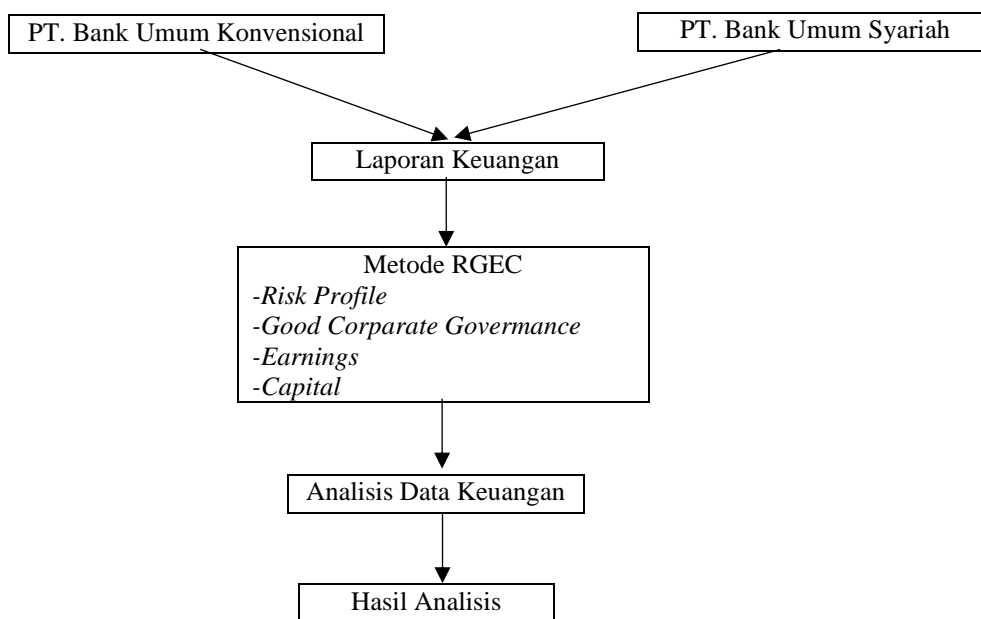 PT. Bank Umum Konvensional
PT. Bank Umum Syariah
Laporan Keuangan
Metode RGEC
-Risk Profile
-Good Corparate Govermance
-Earnings
-Capital
Analisis Data Keuangan
Hasil Analisis